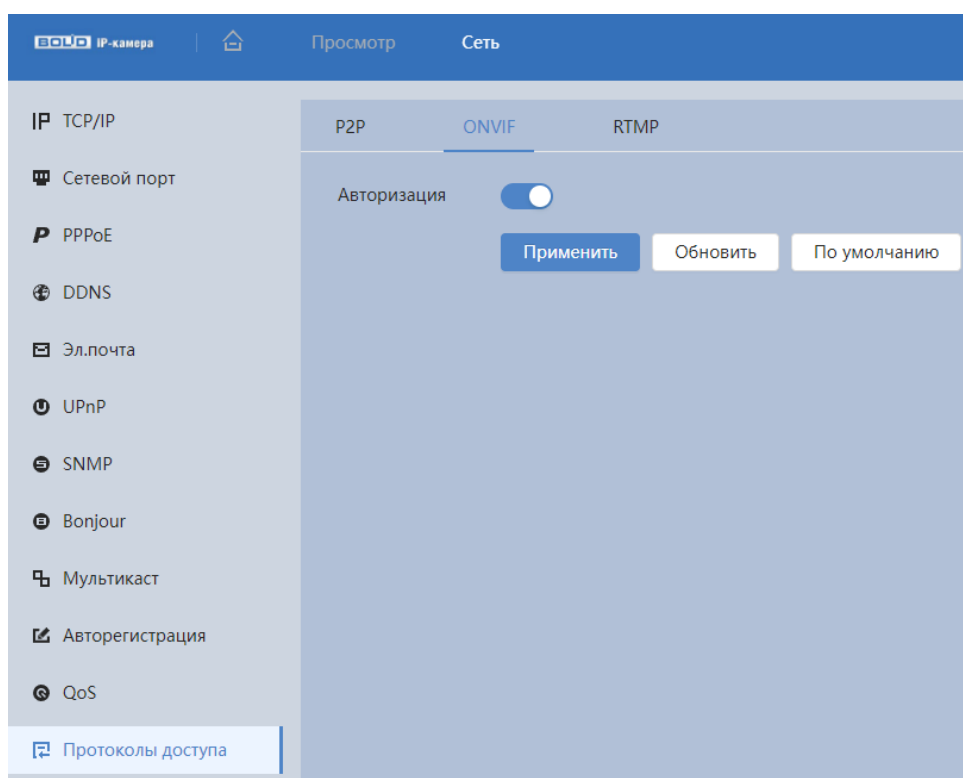 BOLID IP-камера
Просмотр
Сеть
TCP/IP
Сетевой порт
PPPoE
DDNS
Эл.почта
UPnP
SNMP
Bonjour
Мультикаст
Авторегистрация
QoS
Протоколы доступа
P2P
ONVIF
RTMP
Авторизация
Применить
Обновить
По умолчанию